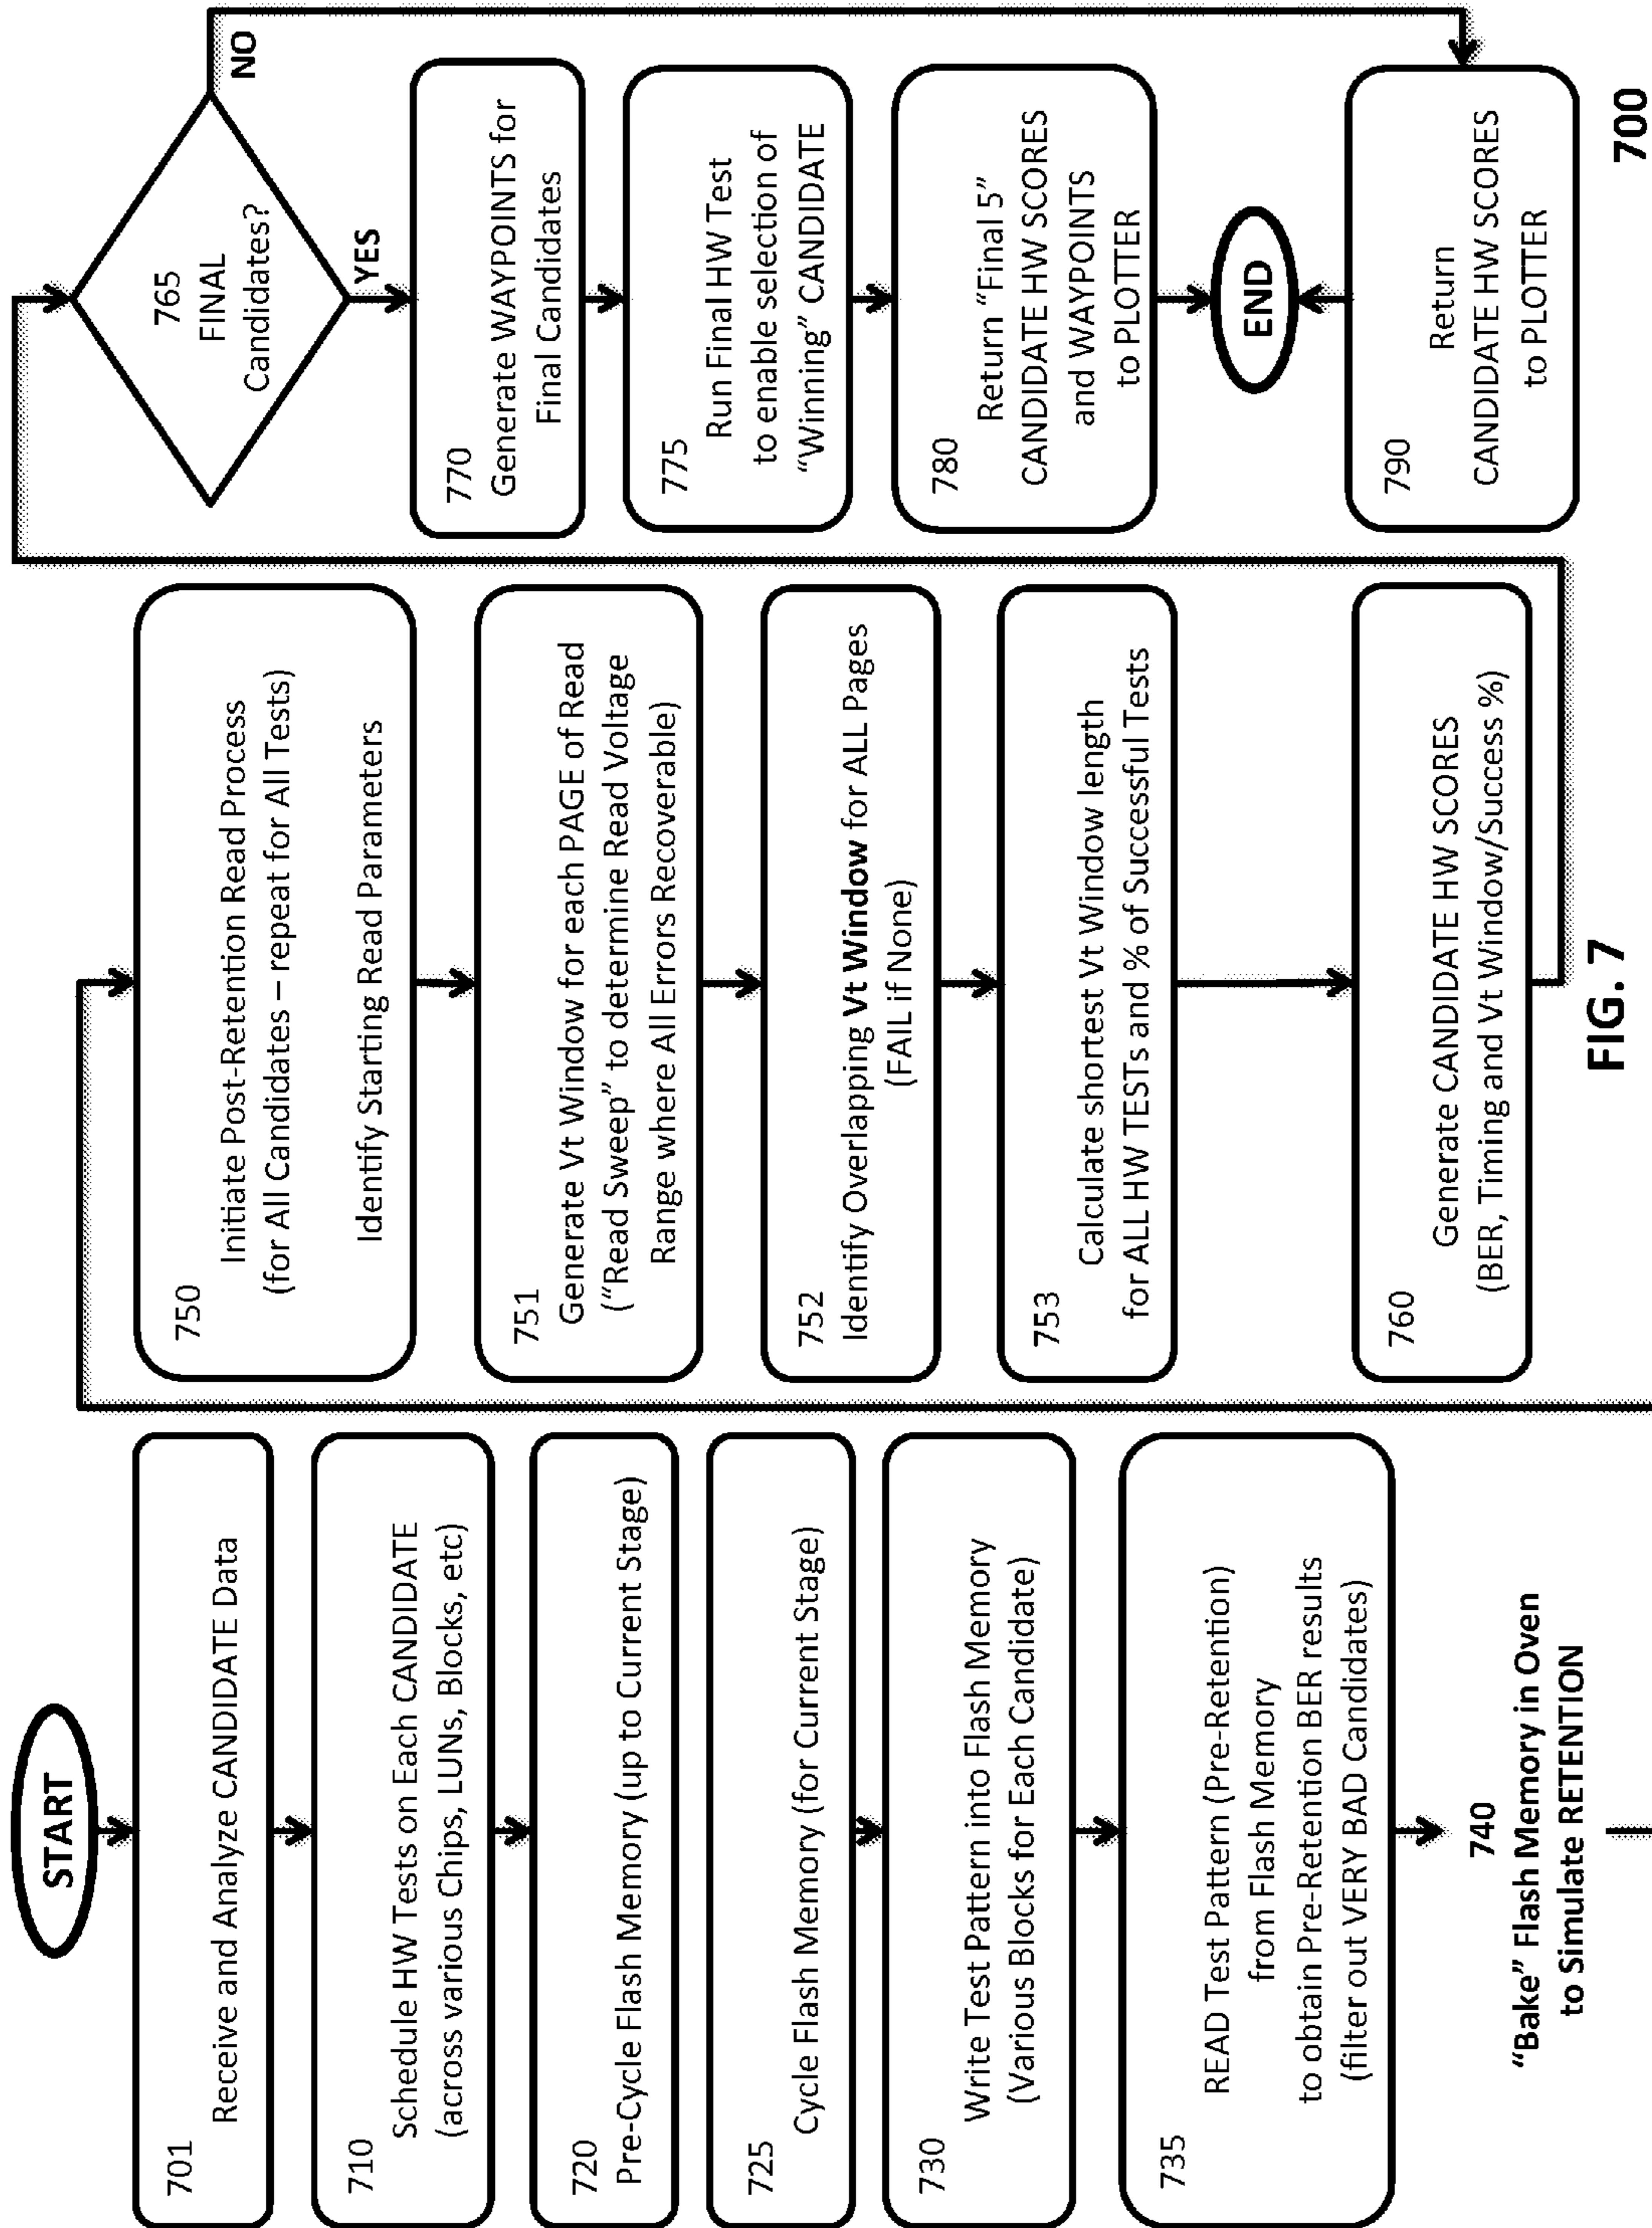 START
701
Receive and Analyze CANDIDATE Data
710
Schedule HW Tests on Each CANDIDATE
(across various Chips, LUNs, Blocks, etc)
720
Pre-Cycle Flash Memory (up to Current Stage)
725
Cycle Flash Memory (for Current Stage)
730
Write Test Pattern into Flash Memory
(Various Blocks for Each Candidate)
735
READ Test Pattern (Pre-Retention)
from Flash Memory
to obtain Pre-Retention BER results
(filter out VERY BAD Candidates)
740
"Bake" Flash Memory in Oven
to Simulate RETENTION
750
Initiate Post-Retention Read Process
(for All Candidates – repeat for All Tests)
Identify Starting Read Parameters
751
Generate Vt Window for each PAGE of Read
("Read Sweep" to determine Read Voltage
Range where All Errors Recoverable)
752
Identify Overlapping Vt Window for ALL Pages
(FAIL if None)
753
Calculate shortest Vt Window length
for ALL HW TESTs and % of Successful Tests
760
Generate CANDIDATE HW SCORES
(BER, Timing and Vt Window/Success %)
765
FINAL
Candidates?
NO
YES
770
Generate WAYPOINTS for
Final Candidates
775
Run Final HW Test
to enable selection of
"Winning" CANDIDATE
780
Return "Final 5"
CANDIDATE HW SCORES
and WAYPOINTS
to PLOTTER
END
790
Return
CANDIDATE HW SCORES
to PLOTTER
FIG. 7
700